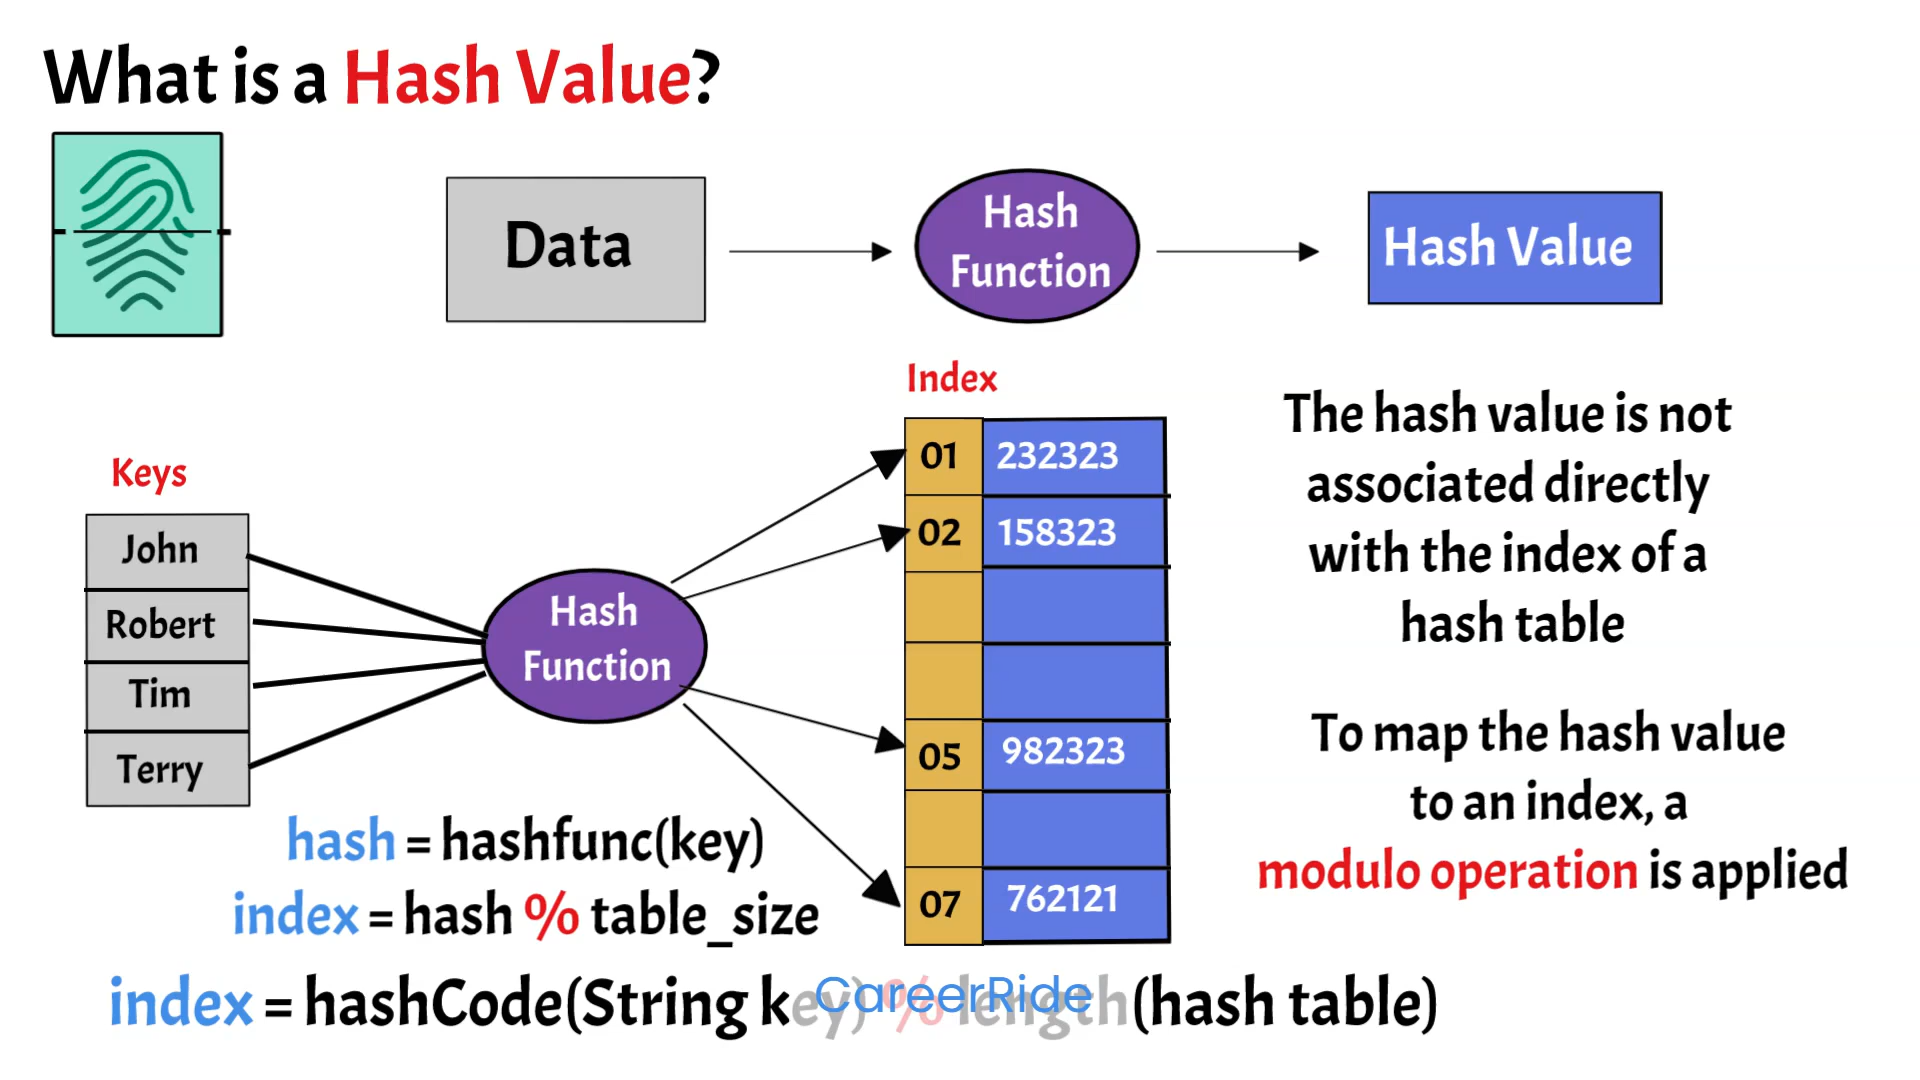 What is a Hash Value?
Data
Hash
Function
Hash Value
Keys
John
Robert
Tim
Terry
Hash
Function
Index
01 232323
02 158323
05 982323
07 762121
The hash value is not
associated directly
with the index of a
hash table
To map the hash value
to an index, a
modulo operation is applied
hash = hashfunc(key)
index = hash % table_size
index = hashCode(String key) % length(hash table)
CareerRide